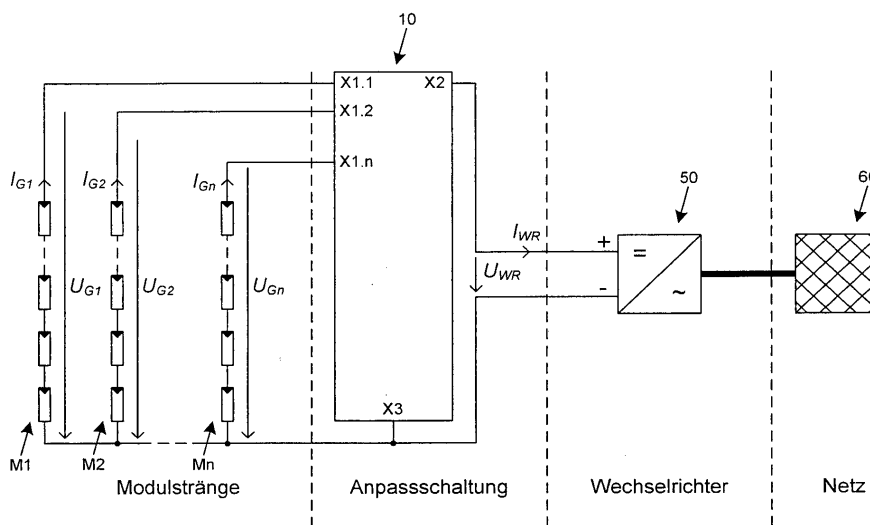 10
X1.1 X2
X1.2
X1.n
I_G1 I_G2 I_Gn
50
60
I_WR
+
U_WR
=
~
-
U_G1 U_G2 U_Gn
X3
M1 M2 Mn
Modulstränge Anpassschaltung Wechselrichter Netz